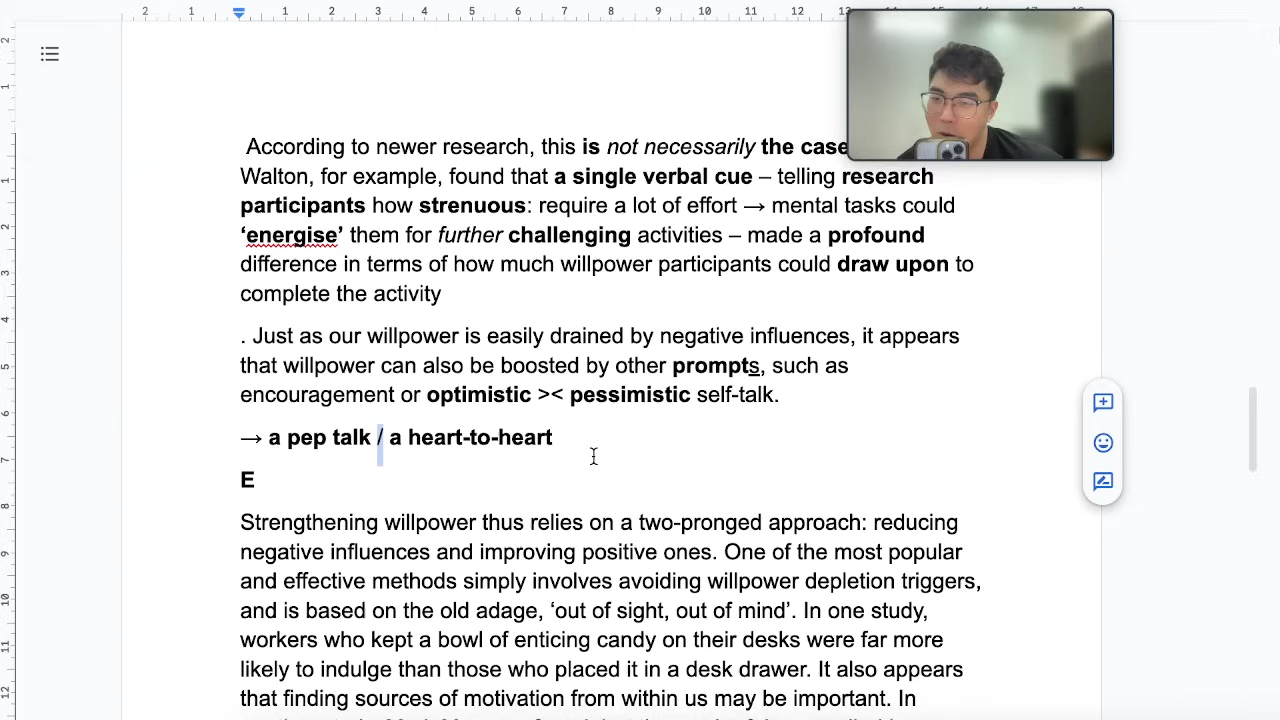 2 1 1 2 3 4 5 6 7 8 9 10 11 12 13
According to newer research, this is not necessarily the case
Walton, for example, found that a single verbal cue – telling research
participants how strenuous: require a lot of effort → mental tasks could
‘energise’ them for further challenging activities – made a profound
difference in terms of how much willpower participants could draw upon to
complete the activity
. Just as our willpower is easily drained by negative influences, it appears
that willpower can also be boosted by other prompts, such as
encouragement or optimistic >< pessimistic self-talk.
→ a pep talk / a heart-to-heart
E
Strengthening willpower thus relies on a two-pronged approach: reducing
negative influences and improving positive ones. One of the most popular
and effective methods simply involves avoiding willpower depletion triggers,
and is based on the old adage, ‘out of sight, out of mind’. In one study,
workers who kept a bowl of enticing candy on their desks were far more
likely to indulge than those who placed it in a desk drawer. It also appears
that finding sources of motivation from within us may be important. In